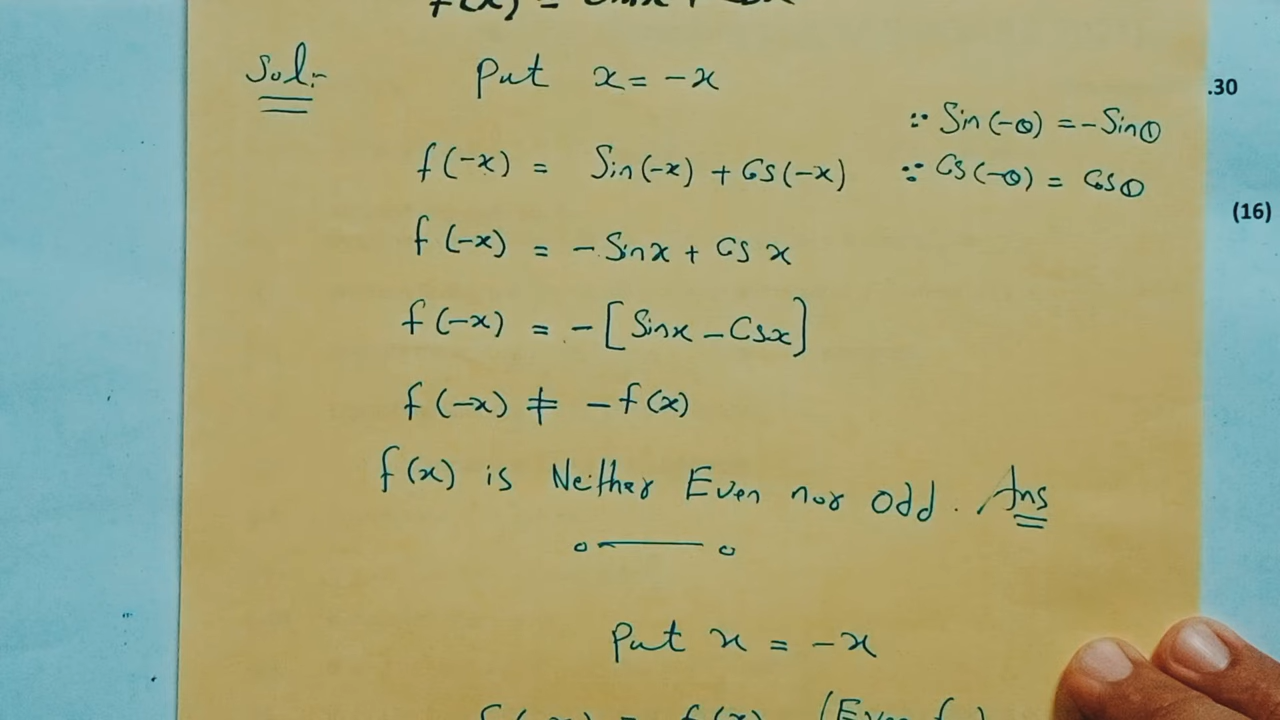 Sol:-
Put x = -x
.30
∵ Sin(-θ) = -Sinθ
f(-x) = Sin(-x) + Cos(-x)
∵ Cos(-θ) = Cosθ
(16)
f(-x) = -Sinx + Cos x
f(-x) = -[Sinx - Cosx]
f(-x) ≠ -f(x)
f(x) is Neither Even nor odd. Ans
Put x = -x